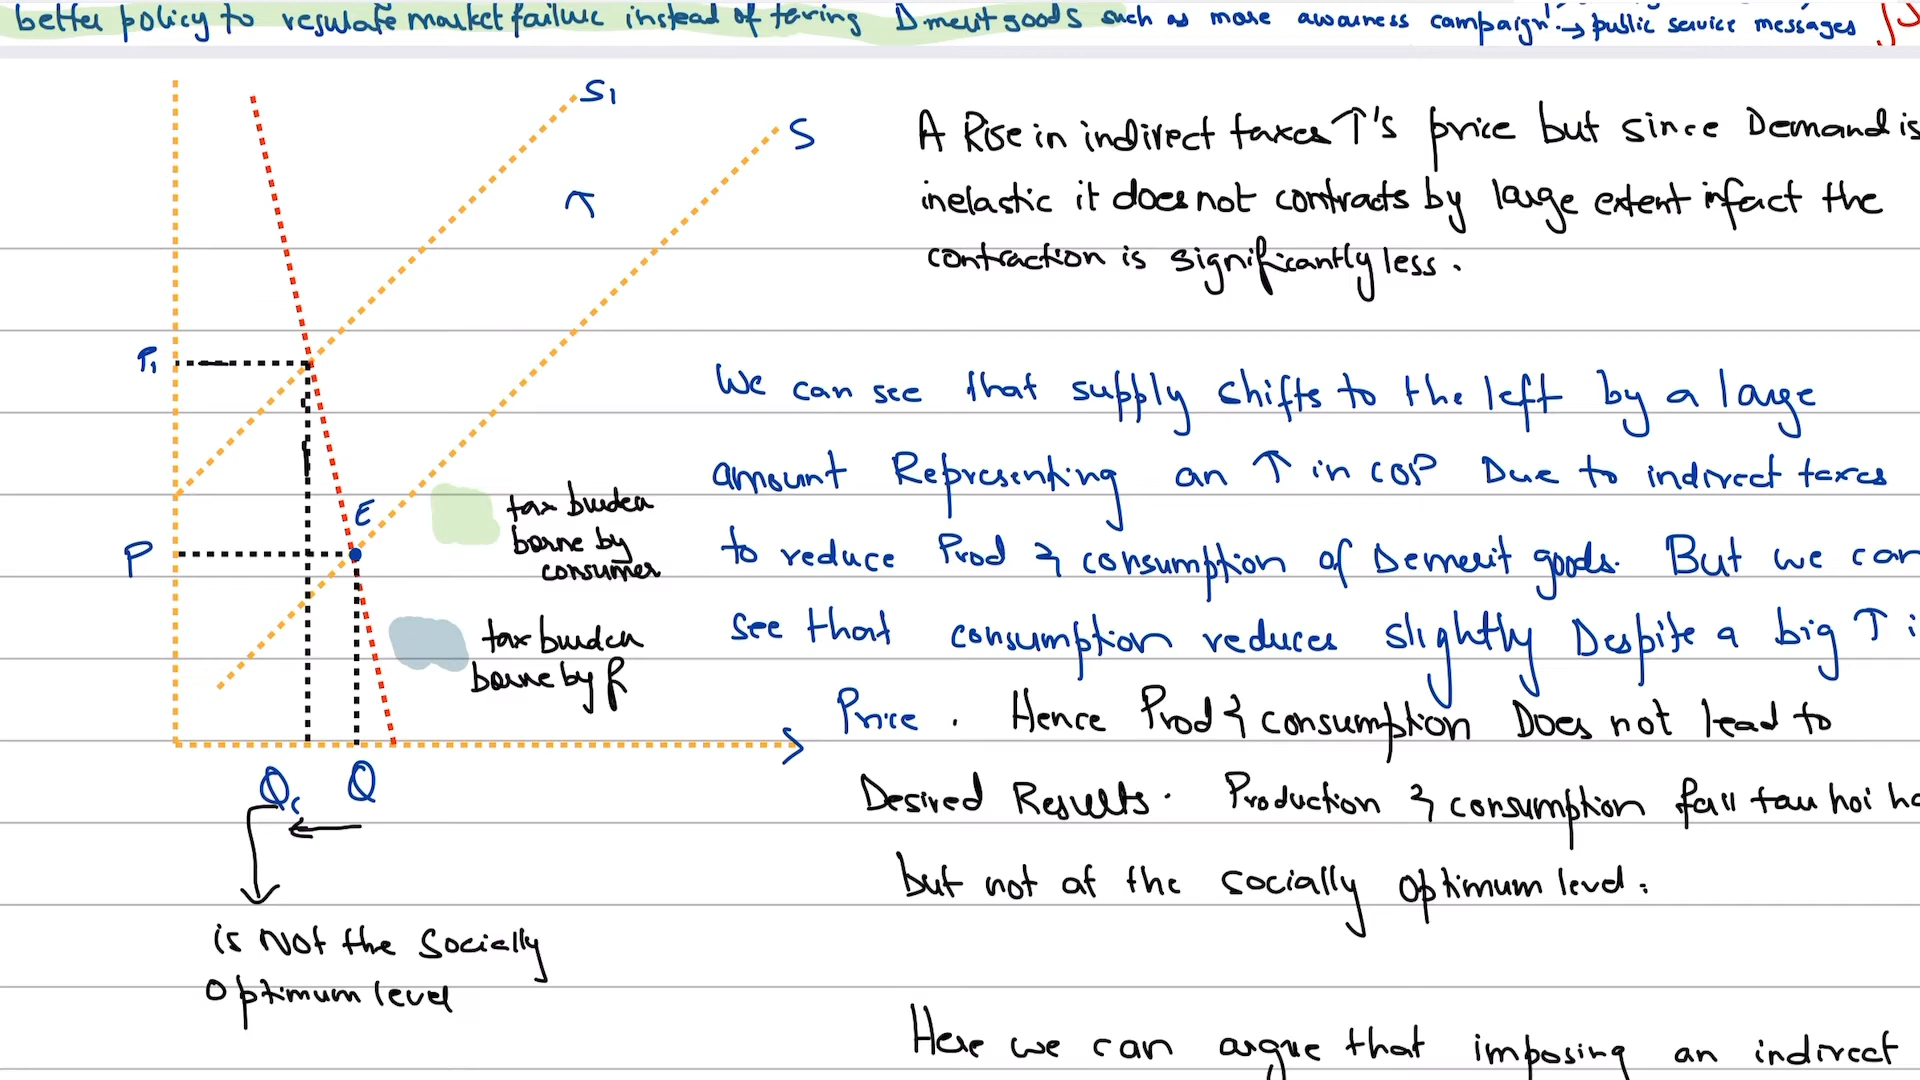 better policy to regulate market failure instead of taxing Demerit goods such as more awarness campaign → public service messages
S1
S
A Rise in indirect taxes ↑'s price but since Demand is
inelastic it does not contracts by large extent infact the
contraction is significantly less.
P1
We can see that supply shifts to the left by a large
amount Representing an ↑ in COP Due to indirect taxes
E
tax burden
borne by
consumer
P
to reduce Prod & consumption of Demerit goods. But we can
tax burden
borne by
see that consumption reduces slightly Despite a big ↑
Price. Hence Prod & consumption Does not lead to
Q1 Q
Desired Results. Production & consumption fall tau hoi
but not at the socially optimum level.
is not the socially
optimum level
Here we can argue that imposing an indirect